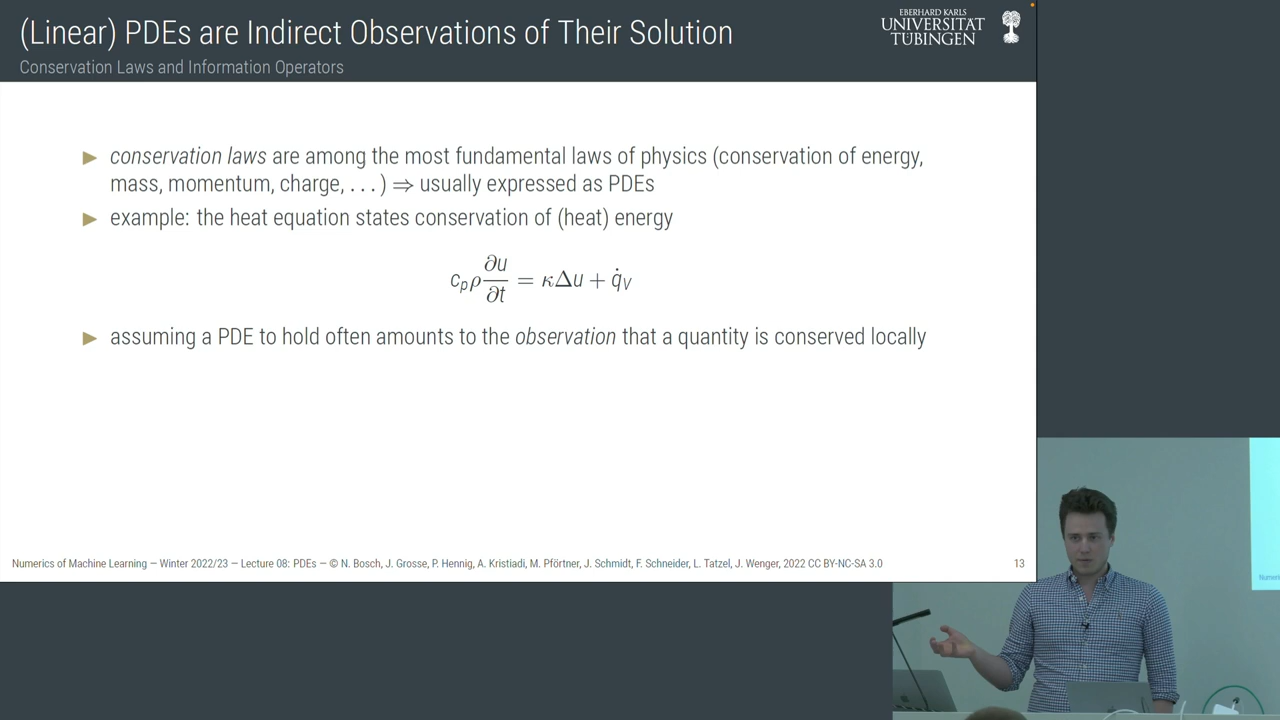 (Linear) PDEs are Indirect Observations of Their Solution
Conservation Laws and Information Operators
EBERHARD KARLS
UNIVERSITÄT
TÜBINGEN
▶ conservation laws are among the most fundamental laws of physics (conservation of energy,
mass, momentum, charge, . . . ) ⇒ usually expressed as PDEs
▶ example: the heat equation states conservation of (heat) energy
c_p ρ ∂u/∂t = κΔu + q̇_V
▶ assuming a PDE to hold often amounts to the observation that a quantity is conserved locally
Numerics of Machine Learning — Winter 2022/23 — Lecture 08: PDEs — © N. Bosch, J. Grosse, P. Hennig, A. Kristiadi, M. Pförtner, J. Schmidt, F. Schneider, L. Tatzel, J. Wenger, 2022 CC BY-NC-SA 3.0
13